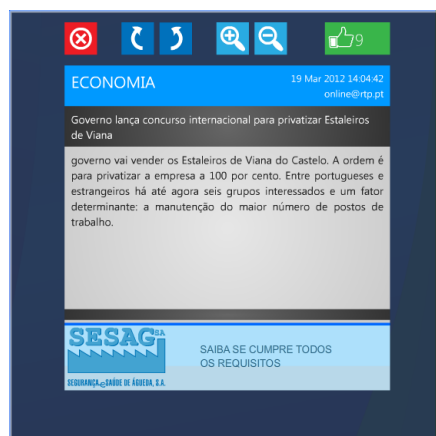 9
ECONOMIA
19 Mar 2012 14:04:42
online@rtp.pt
Governo lança concurso internacional para privatizar Estaleiros
de Viana
governo vai vender os Estaleiros de Viana do Castelo. A ordem é
para privatizar a empresa a 100 por cento. Entre portugueses e
estrangeiros há até agora seis grupos interessados e um fator
determinante: a manutenção do maior número de postos de
trabalho.
SESAG SA
SEGURANÇA e SAÚDE DE ÁGUEDA, S.A.
SAIBA SE CUMPRE TODOS
OS REQUISITOS